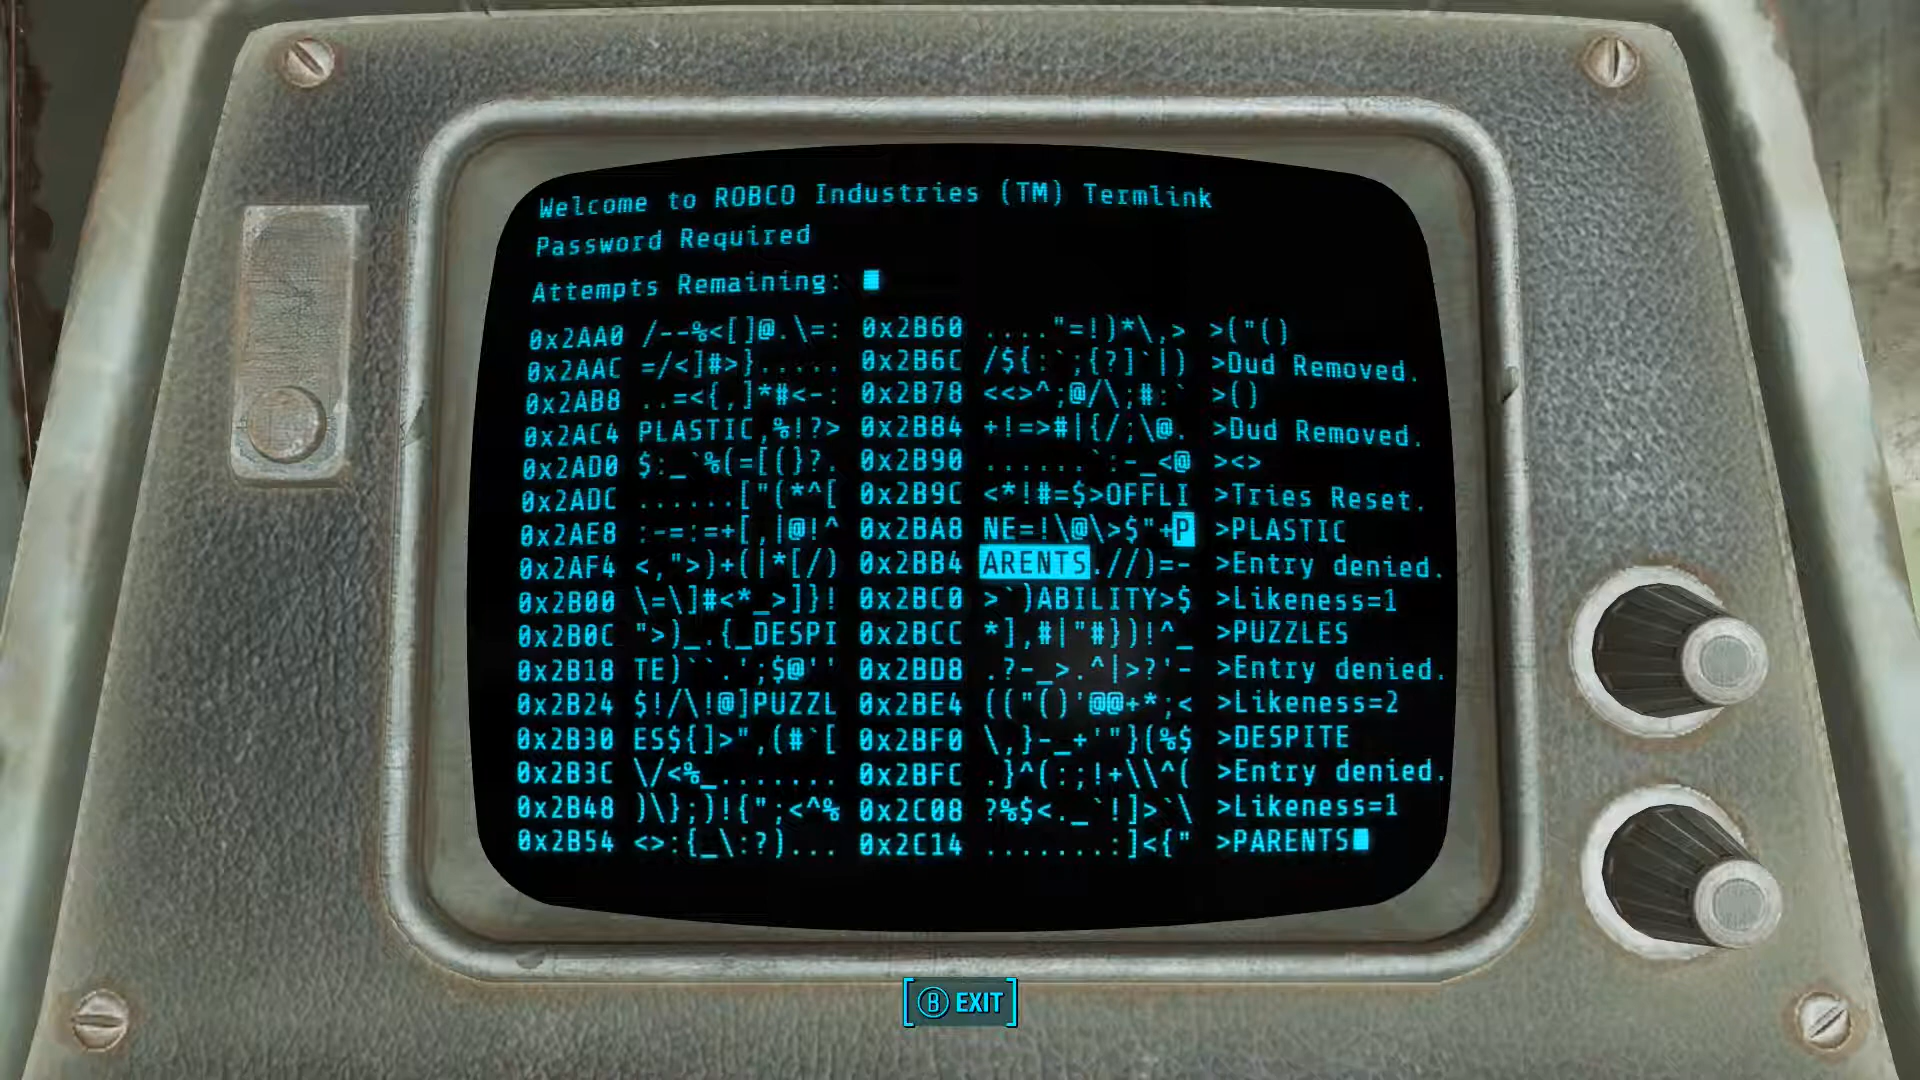 Welcome to ROBCO Industries (TM) Termlink
Password Required
Attempts Remaining: ■
0x2AA0 /--%<[]@.\=: 0x2B60 ...."=!)*\,> >("()
0x2AAC =/<]#>}..... 0x2B6C /${:`;{?]`|) >Dud Removed.
0x2AB8 ..=<{,]*#<-: 0x2B78 <<>^;@/\;#:` >()
0x2AC4 PLASTIC,%!?> 0x2B84 +!=>#|{/;\@. >Dud Removed.
0x2AD0 $:_`%(=[(}?. 0x2B90 ......`:-_<@ ><>
0x2ADC ......["(*^[ 0x2B9C <*!#=$>OFFLI >Tries Reset.
0x2AE8 :-=:=+[,|@!^ 0x2BA8 NE=!\@\>$"+P >PLASTIC
0x2AF4 <,">)+(|*[/) 0x2BB4 ARENTS.//)=- >Entry denied.
0x2B00 \=\]#<*_>]}! 0x2BC0 >`)ABILITY>$ >Likeness=1
0x2B0C ">)_.{_DESPI 0x2BCC *],#|"#})!^_ >PUZZLES
0x2B18 TE)``.';$@'' 0x2BD8 .?-_>.^|>?'- >Entry denied.
0x2B24 $!/\!@]PUZZL 0x2BE4 (("()'@@+*;< >Likeness=2
0x2B30 ES${]>",(#`[ 0x2BF0 \,}-_+'"}(%$ >DESPITE
0x2B3C \/<%_....... 0x2BFC .}^(:;!+\\^( >Entry denied.
0x2B48 )\};)!{";<^% 0x2C08 ?%$<._`!]>`\ >Likeness=1
0x2B54 <>:{_\:?)... 0x2C14 .......:]<{" >PARENTS■
B EXIT